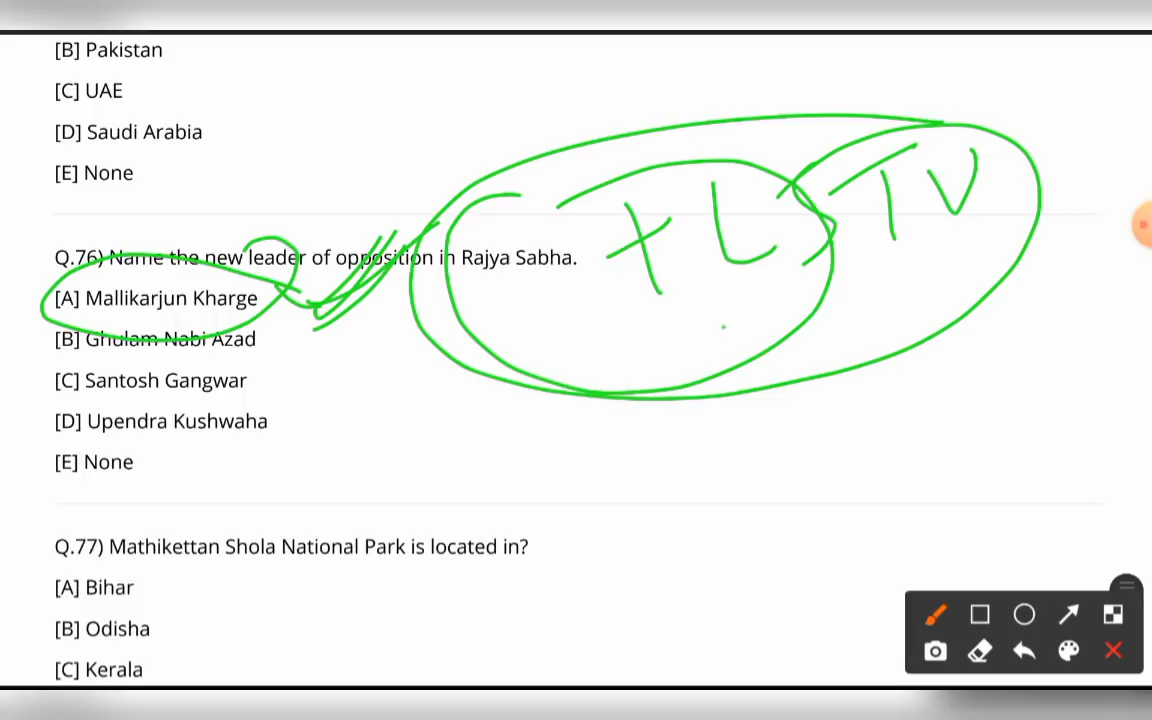 [B] Pakistan
[C] UAE
[D] Saudi Arabia
[E] None
TV
+L
Q.76) Name the new leader of opposition in Rajya Sabha.
[A] Mallikarjun Kharge
[B] Ghulam Nabi Azad
[C] Santosh Gangwar
[D] Upendra Kushwaha
[E] None
Q.77) Mathikettan Shola National Park is located in?
[A] Bihar
[B] Odisha
[C] Kerala